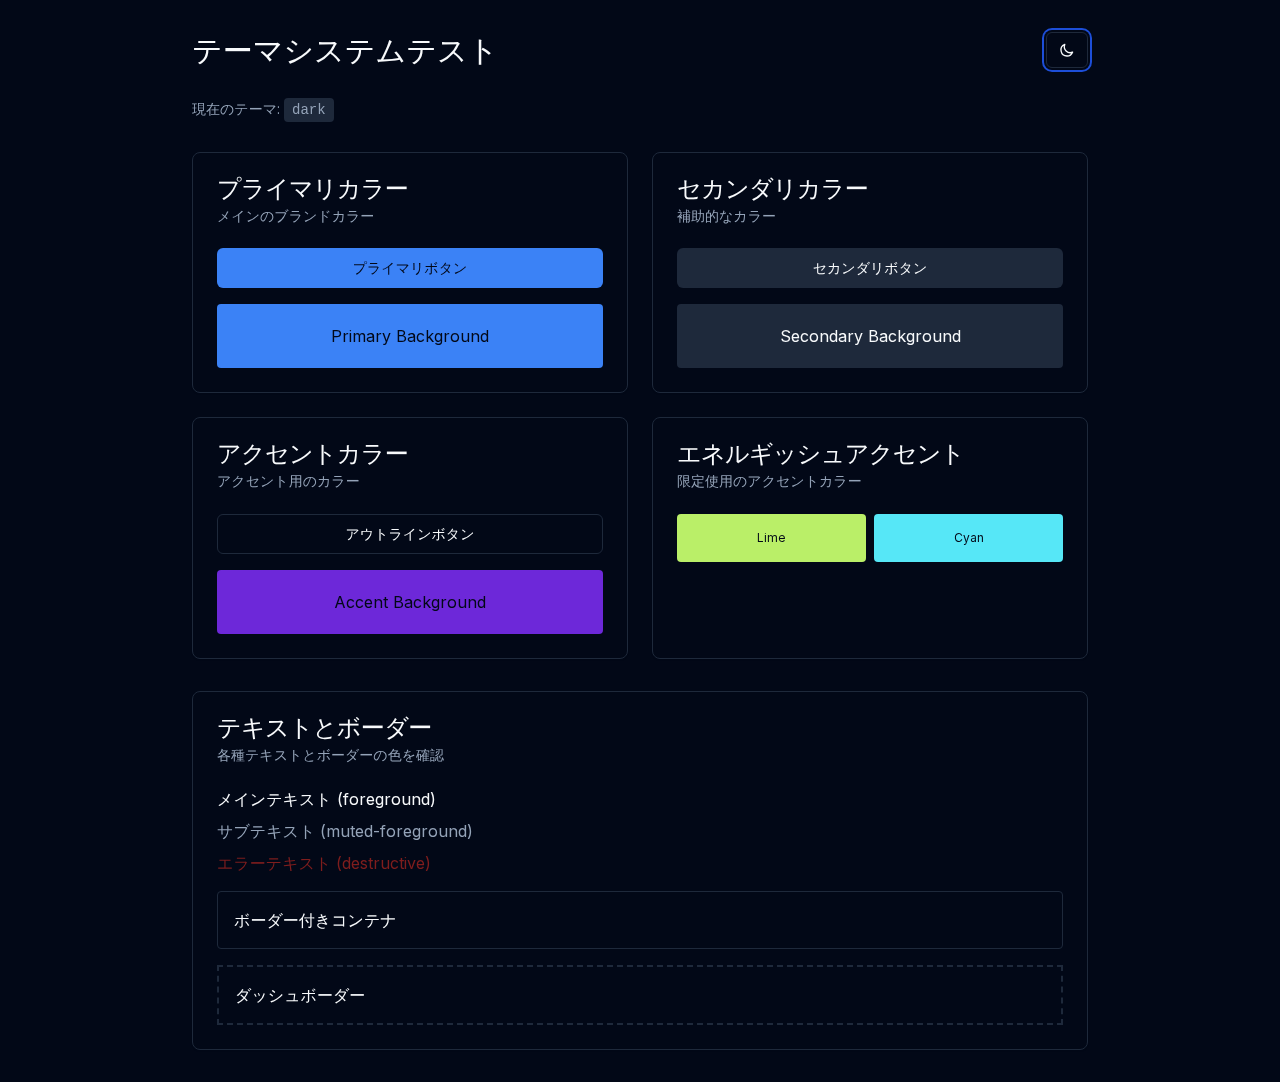 テーマシステムテスト
現在のテーマ: dark
プライマリカラー
メインのブランドカラー
プライマリボタン
Primary Background
セカンダリカラー
補助的なカラー
セカンダリボタン
Secondary Background
アクセントカラー
アクセント用のカラー
アウトラインボタン
Accent Background
エネルギッシュアクセント
限定使用のアクセントカラー
Lime
Cyan
テキストとボーダー
各種テキストとボーダーの色を確認
メインテキスト (foreground)
サブテキスト (muted-foreground)
エラーテキスト (destructive)
ボーダー付きコンテナ
ダッシュボーダー